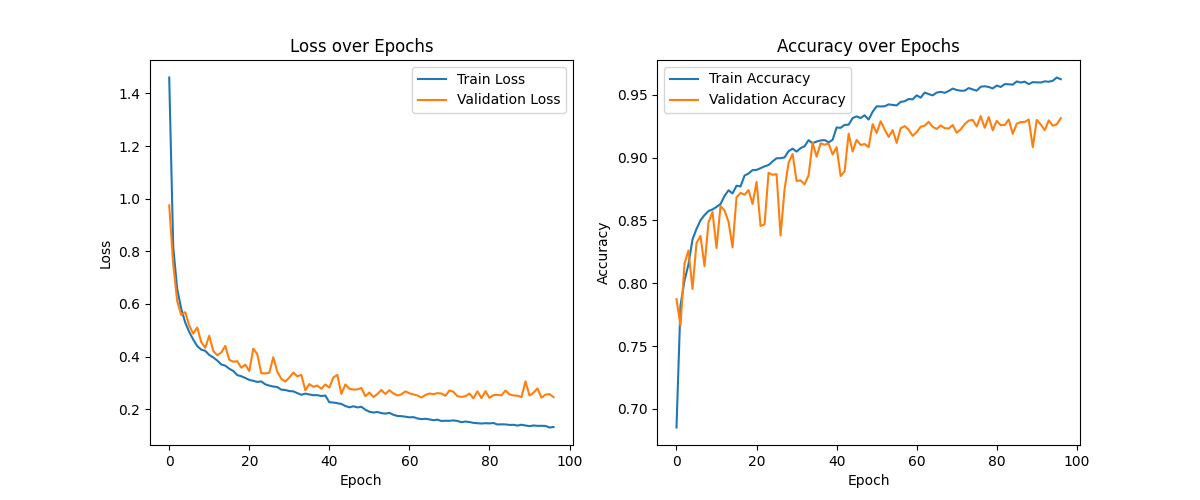 Loss over Epochs
Train Loss
Validation Loss
1.4
1.2
1.0
0.8
0.6
0.4
0.2
Loss
0 20 40 60 80 100
Epoch
Accuracy over Epochs
Train Accuracy
Validation Accuracy
0.95
0.90
0.85
0.80
0.75
0.70
Accuracy
0 20 40 60 80 100
Epoch